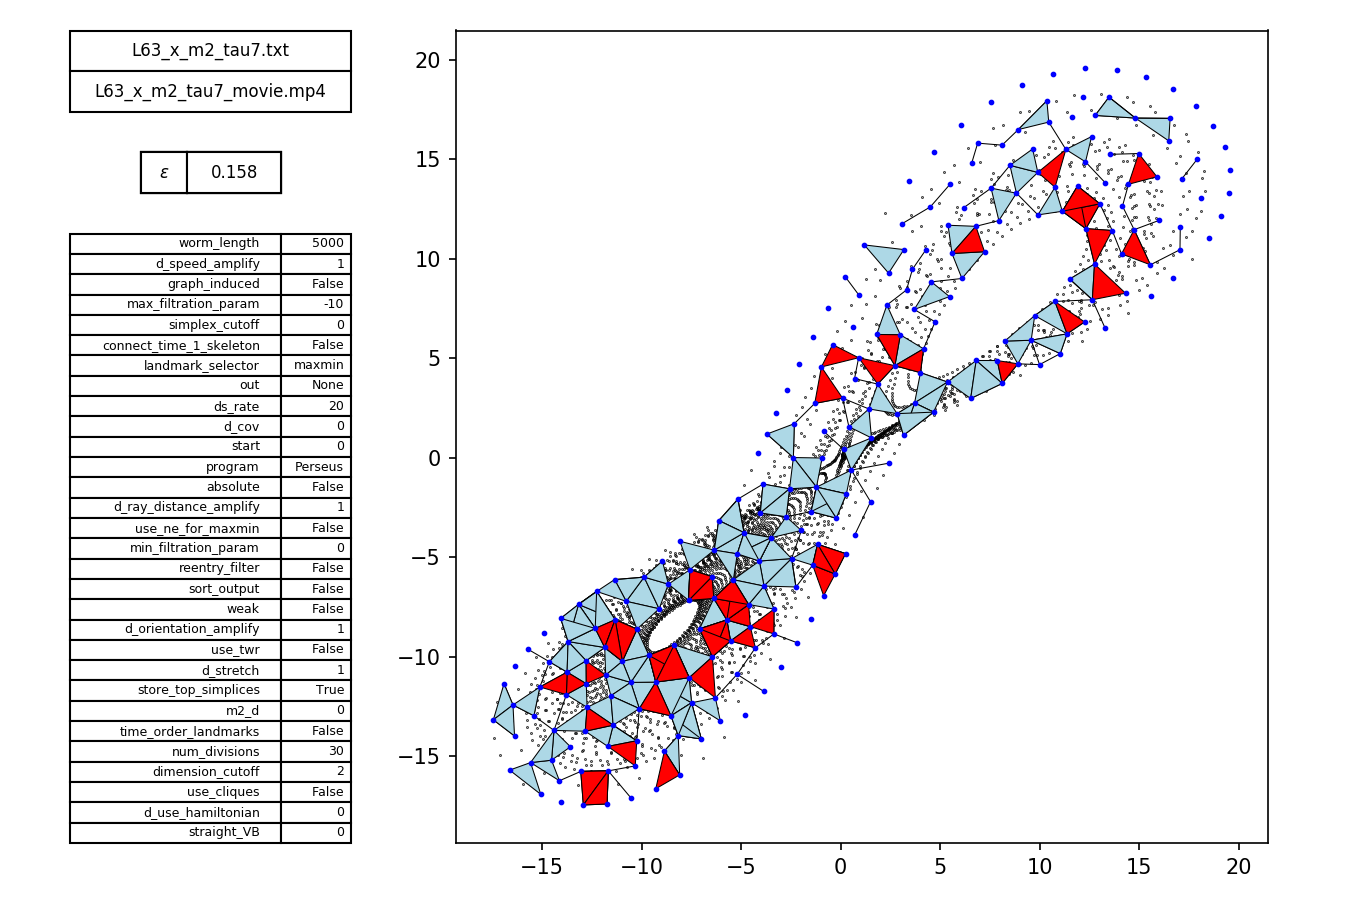 L63_x_m2_tau7.txt
L63_x_m2_tau7_movie.mp4
ε 0.158
worm_length 5000
d_speed_amplify 1
graph_induced False
max_filtration_param -10
simplex_cutoff 0
connect_time_1_skeleton False
landmark_selector maxmin
out None
ds_rate 20
d_cov 0
start 0
program Perseus
absolute False
d_ray_distance_amplify 1
use_ne_for_maxmin False
min_filtration_param 0
reentry_filter False
sort_output False
weak False
d_orientation_amplify 1
use_twr False
d_stretch 1
store_top_simplices True
m2_d 0
time_order_landmarks False
num_divisions 30
dimension_cutoff 2
use_cliques False
d_use_hamiltonian 0
straight_VB 0
20
15
10
5
0
−5
−10
−15
−15 −10 −5 0 5 10 15 20